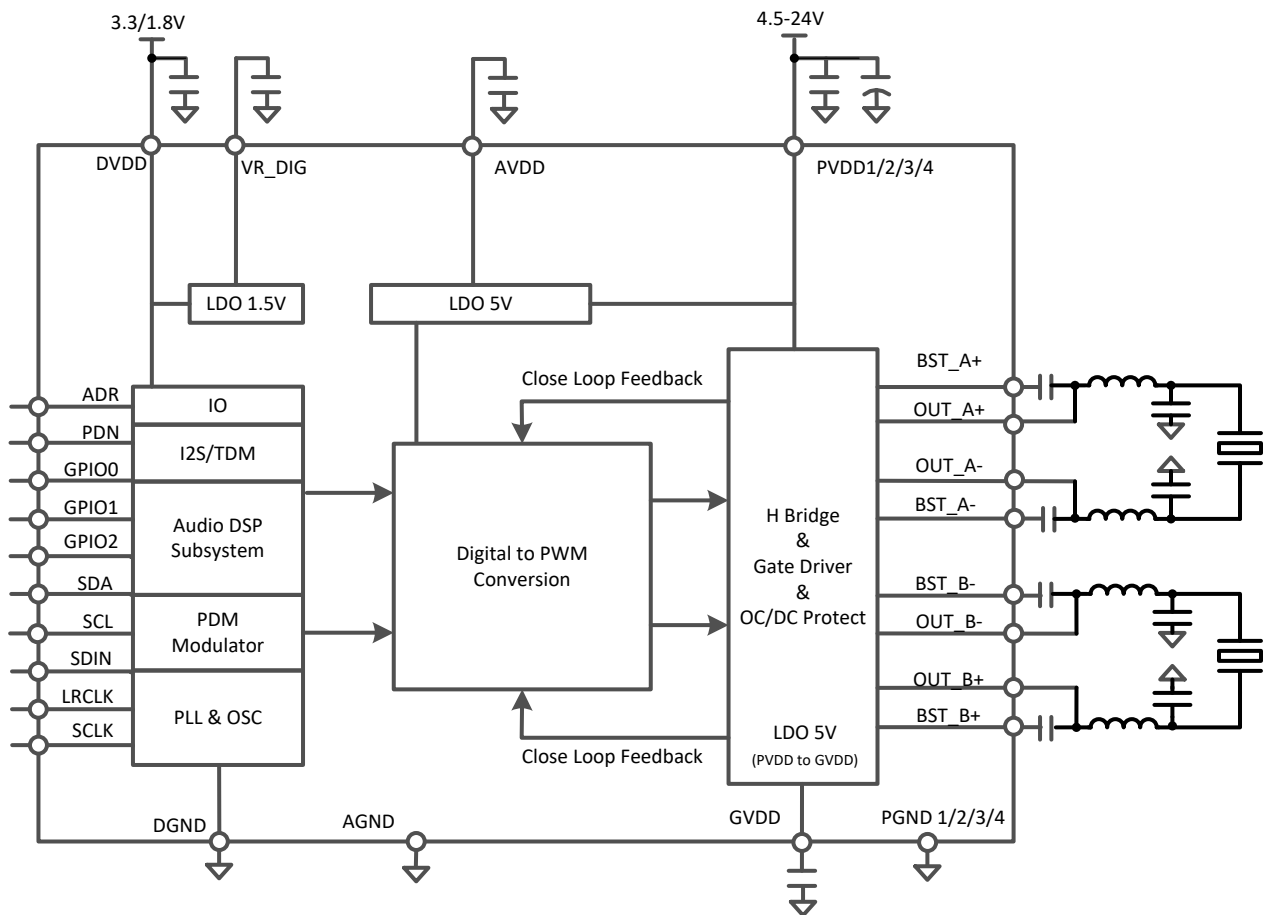 3.3/1.8V
4.5-24V
DVDD
VR_DIG
AVDD
PVDD1/2/3/4
LDO 1.5V
LDO 5V
ADR
PDN
GPIO0
GPIO1
GPIO2
SDA
SCL
SDIN
LRCLK
SCLK
IO
I2S/TDM
Audio DSP
Subsystem
PDM
Modulator
PLL & OSC
Close Loop Feedback
Digital to PWM
Conversion
Close Loop Feedback
H Bridge
&
Gate Driver
&
OC/DC Protect
LDO 5V
(PVDD to GVDD)
BST_A+
OUT_A+
OUT_A-
BST_A-
BST_B-
OUT_B-
OUT_B+
BST_B+
DGND
AGND
GVDD
PGND 1/2/3/4